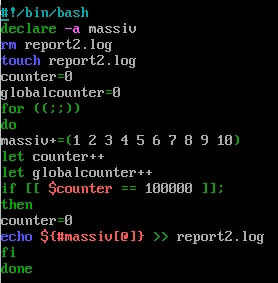 #!/bin/bash
declare -a massiv
rm report2.log
touch report2.log
counter=0
globalcounter=0
for ((;;))
do
massiv+=(1 2 3 4 5 6 7 8 9 10)
let counter++
let globalcounter++
if [[ $counter == 100000 ]];
then
counter=0
echo ${#massiv[@]} >> report2.log
fi
done